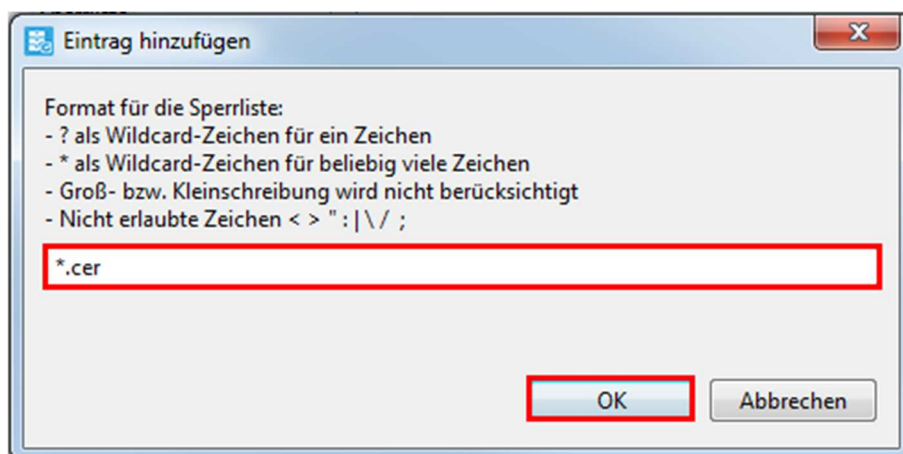 Eintrag hinzufügen
Format für die Sperrliste:
- ? als Wildcard-Zeichen für ein Zeichen
- * als Wildcard-Zeichen für beliebig viele Zeichen
- Groß- bzw. Kleinschreibung wird nicht berücksichtigt
- Nicht erlaubte Zeichen < > " : | \ / ;
*.cer
OK Abbrechen